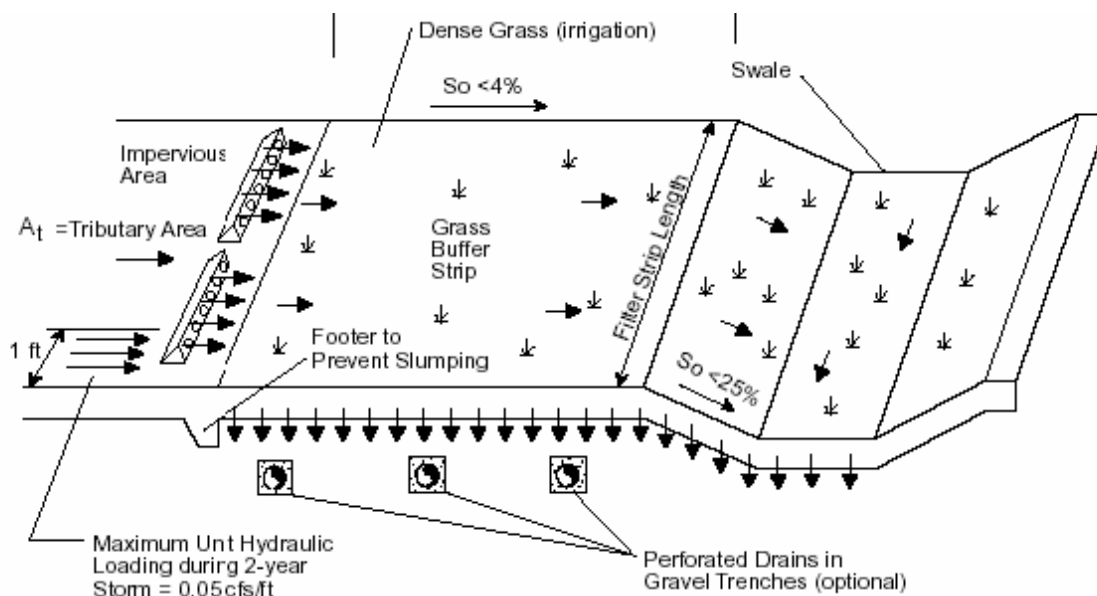 Dense Grass (irrigation)
Swale
So <4%
Impervious
Area
At =Tributary Area
Grass
Buffer
Strip
Filter Strip Length
1 ft
Footer to
Prevent Slumping
So <25%
Maximum Unt Hydraulic
Loading during 2-year
Storm = 0.05cfs/ft
Perforated Drains in
Gravel Trenches (optional)